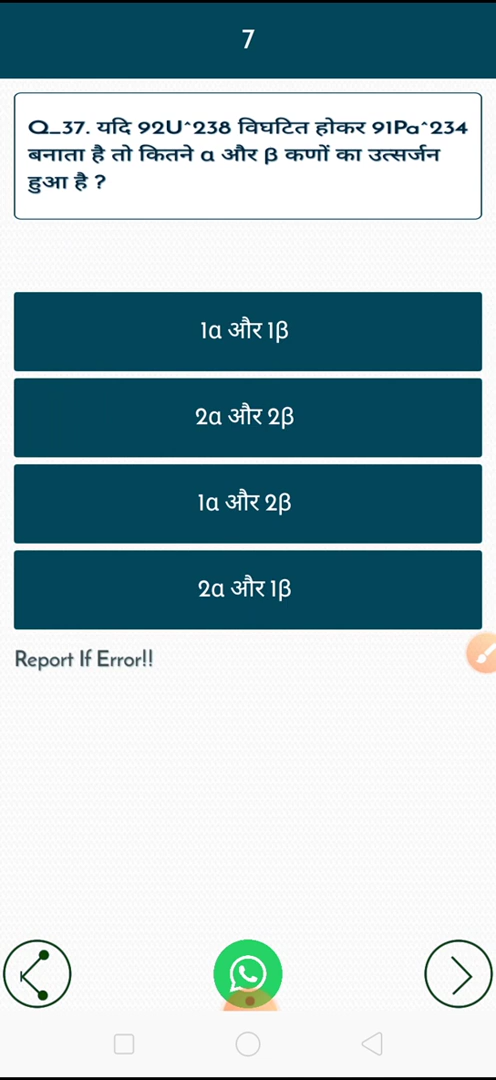 7
Q_37. यदि 92U^238 विघटित होकर 91Pa^234
बनाता है तो कितने α और β कणों का उत्सर्जन
हुआ है ?
1α और 1β
2α और 2β
1α और 2β
2α और 1β
Report If Error!!